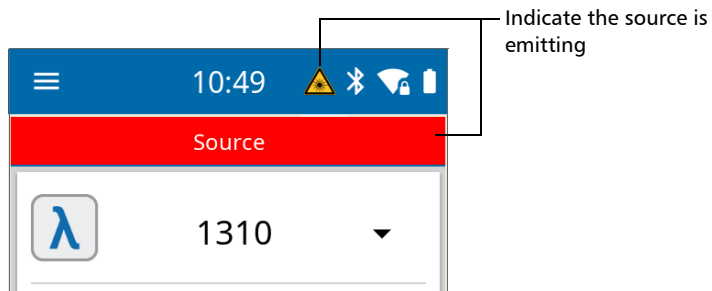 Indicate the source is
emitting
10:49
Source
λ 1310